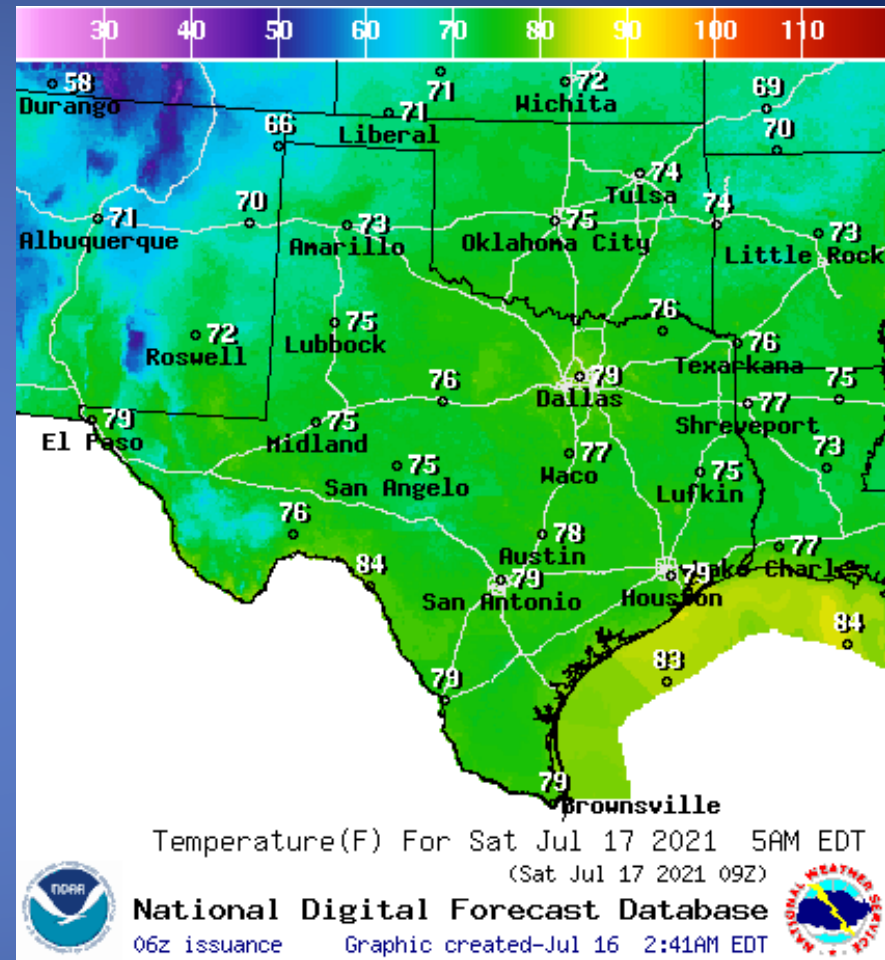 30 40 50 60 70 80 90 100 110
58
Durango
71
71
Liberal
72
Wichita
69
70
66
74
Tulsa
71
Albuquerque
70
73
Amarillo
75
Oklahoma City
74
73
Little Rock
72
Roswell
75
Lubbock
76
76
Texarkana
79
Dallas
76
77
Shreveport
75
79
El Paso
75
Midland
75
San Angelo
77
Waco
75
Lufkin
73
76
78
Austin
77
Lake Charles
84
79
San Antonio
79
Houston
84
83
79
79
Brownsville
Temperature(F) For Sat Jul 17 2021 5AM EDT
(Sat Jul 17 2021 09Z)
NOAA
National Digital Forecast Database
06z issuance Graphic created-Jul 16 2:41AM EDT
NATIONAL WEATHER SERVICE